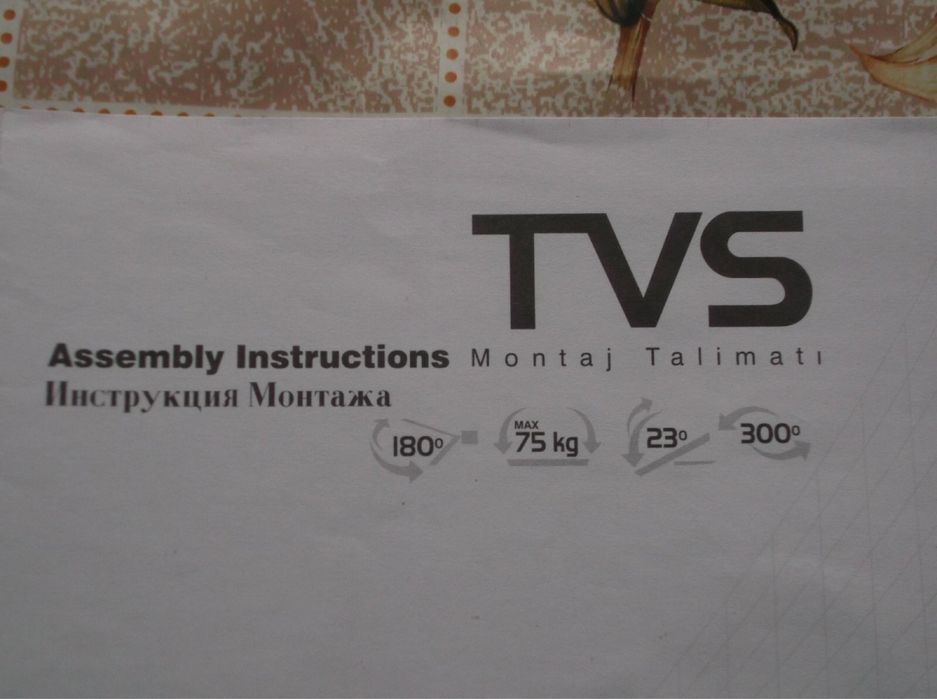 TVS
Assembly Instructions Montaj Talimatı
Инструкция Монтажа
180° MAX 75 kg 23° 300°